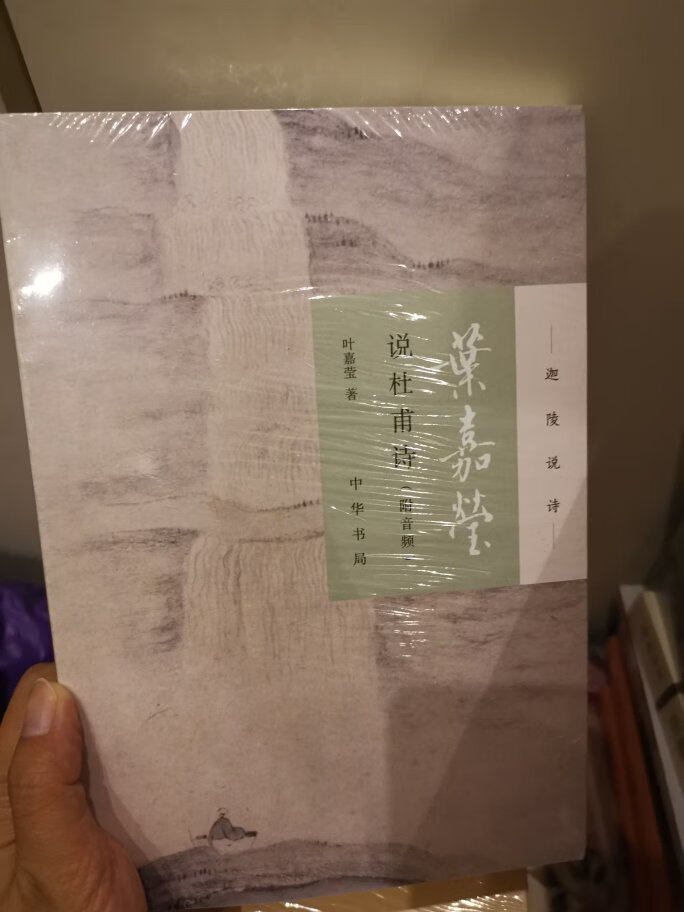 迦陵说诗
葉嘉瑩
说杜甫诗（附音频）
叶嘉莹 著
中华书局